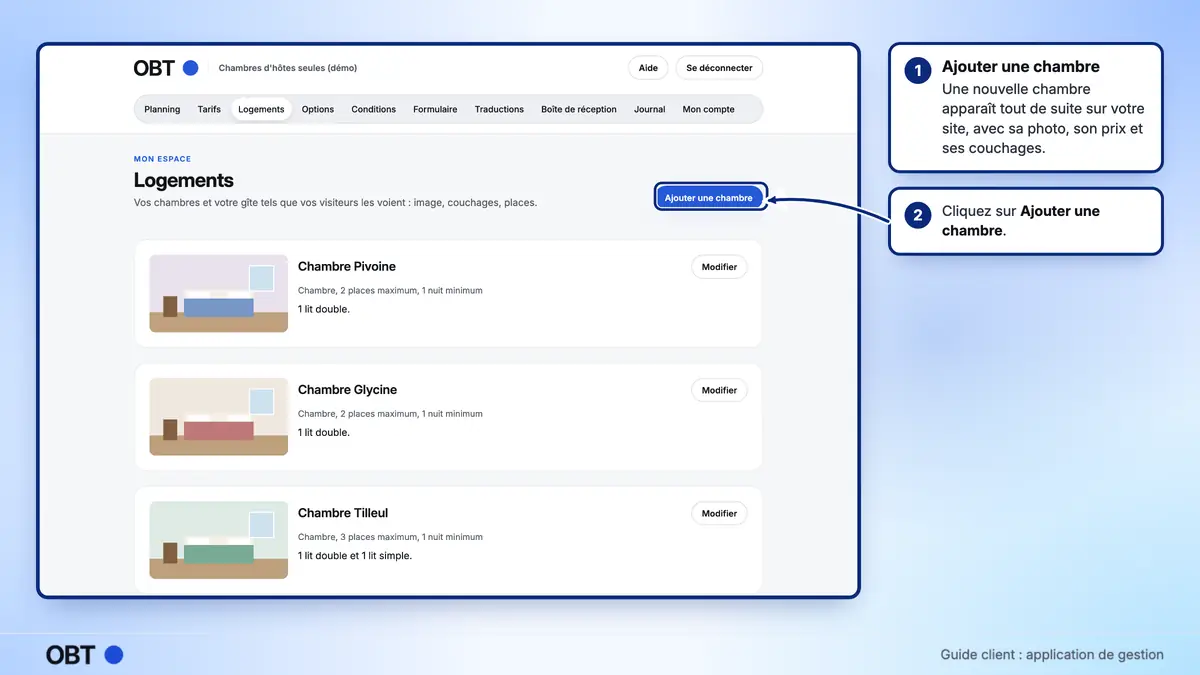 OBT
Chambres d'hôtes seules (démo)
Aide
Se déconnecter
Planning
Tarifs
Logements
Options
Conditions
Formulaire
Traductions
Boîte de réception
Journal
Mon compte
MON ESPACE
Logements
Vos chambres et votre gîte tels que vos visiteurs les voient : image, couchages, places.
Ajouter une chambre
Chambre Pivoine
Chambre, 2 places maximum, 1 nuit minimum
1 lit double.
Modifier
Chambre Glycine
Chambre, 2 places maximum, 1 nuit minimum
1 lit double.
Modifier
Chambre Tilleul
Chambre, 3 places maximum, 1 nuit minimum
1 lit double et 1 lit simple.
Modifier
1
Ajouter une chambre
Une nouvelle chambre
apparaît tout de suite sur votre
site, avec sa photo, son prix et
ses couchages.
2
Cliquez sur Ajouter une
chambre.
OBT
Guide client : application de gestion